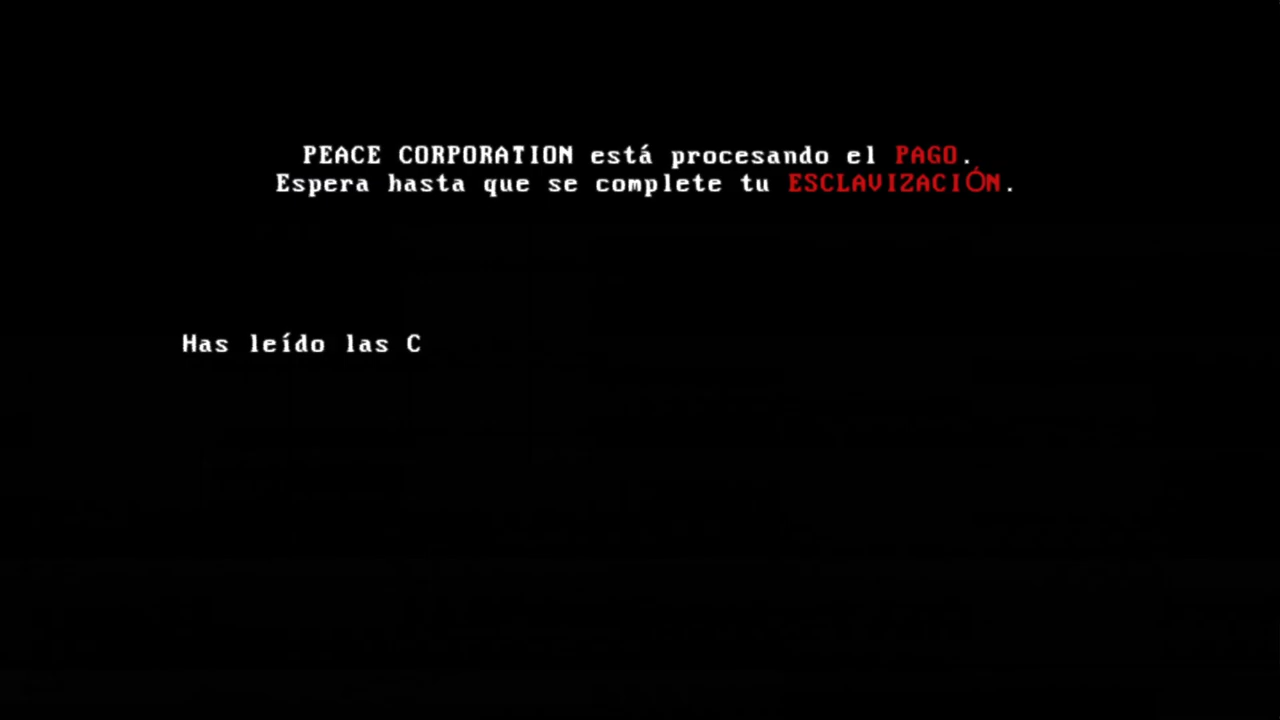 PEACE CORPORATION está procesando el PAGO.
Espera hasta que se complete tu ESCLAVIZACIÓN.
Has leído las C